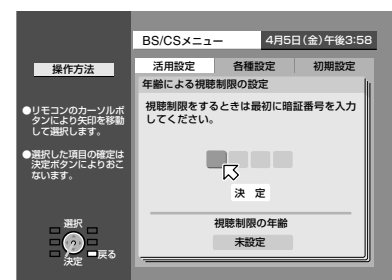 BS/CSメニュー
4月5日(金)午後3:58
操作方法
活用設定
各種設定
初期設定
年齢による視聴制限の設定
●リモコンのカーソルボ
タンにより矢印を移動
して選択します。
●選択した項目の確定は
決定ボタンによりおこ
ないます。
視聴制限をするときは最初に暗証番号を入力
してください。
決 定
視聴制限の年齢
未設定
選択
戻る
決定